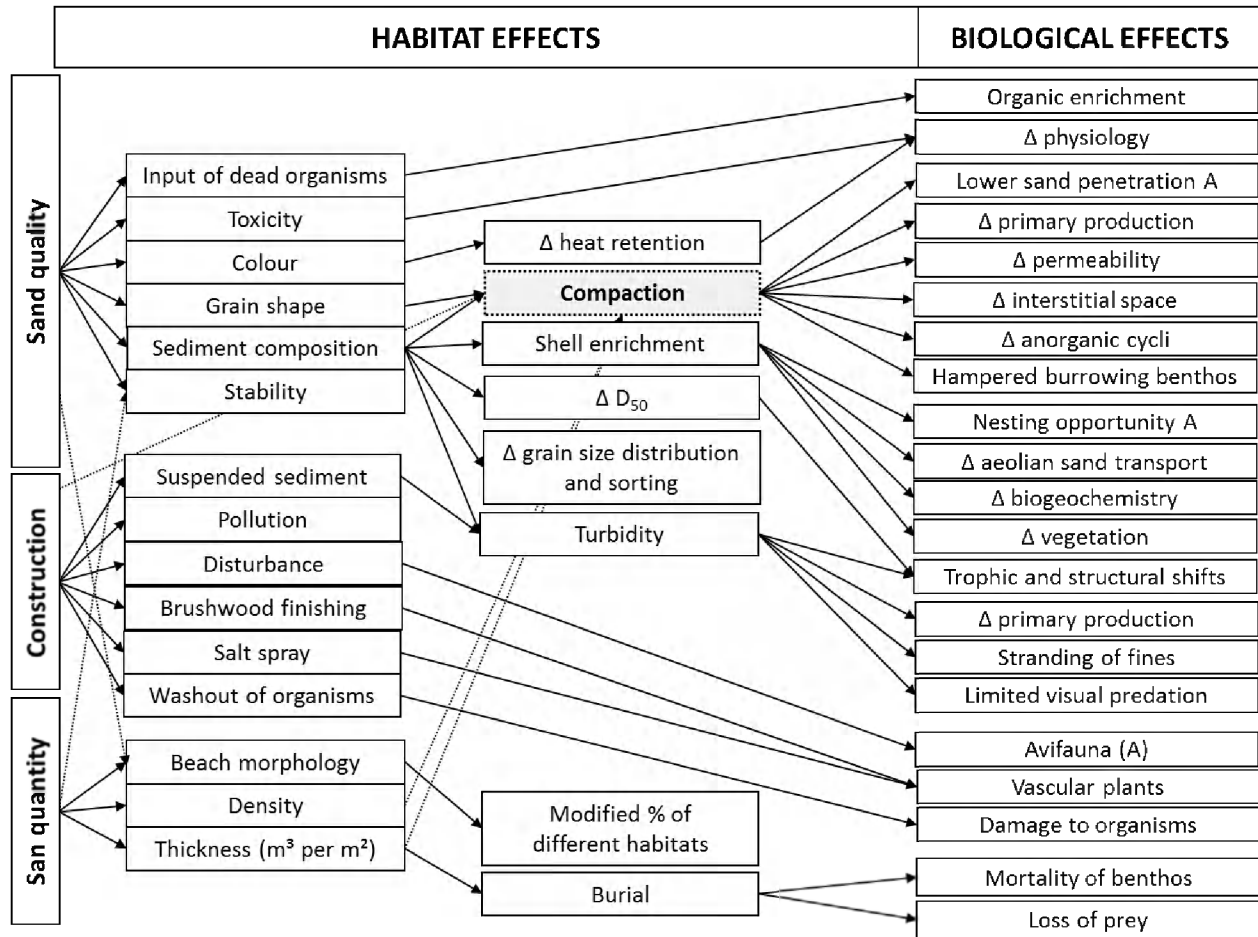 HABITAT EFFECTS
BIOLOGICAL EFFECTS
Sand quality
Construction
San quantity
Input of dead organisms
Toxicity
Colour
Grain shape
Sediment composition
Stability
Suspended sediment
Pollution
Disturbance
Brushwood finishing
Salt spray
Washout of organisms
Beach morphology
Density
Thickness (m³ per m²)
Δ heat retention
Compaction
Shell enrichment
Δ D₅₀
Δ grain size distribution
and sorting
Turbidity
Modified % of
different habitats
Burial
Organic enrichment
Δ physiology
Lower sand penetration A
Δ primary production
Δ permeability
Δ interstitial space
Δ anorganic cycli
Hampered burrowing benthos
Nesting opportunity A
Δ aeolian sand transport
Δ biogeochemistry
Δ vegetation
Trophic and structural shifts
Δ primary production
Stranding of fines
Limited visual predation
Avifauna (A)
Vascular plants
Damage to organisms
Mortality of benthos
Loss of prey